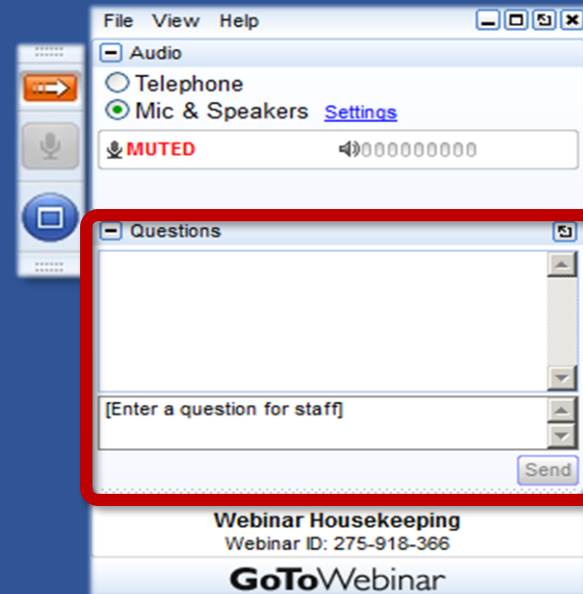 File View Help
Audio
Telephone
Mic & Speakers Settings
MUTED 000000000
Questions
[Enter a question for staff]
Send
Webinar Housekeeping
Webinar ID: 275-918-366
GoToWebinar